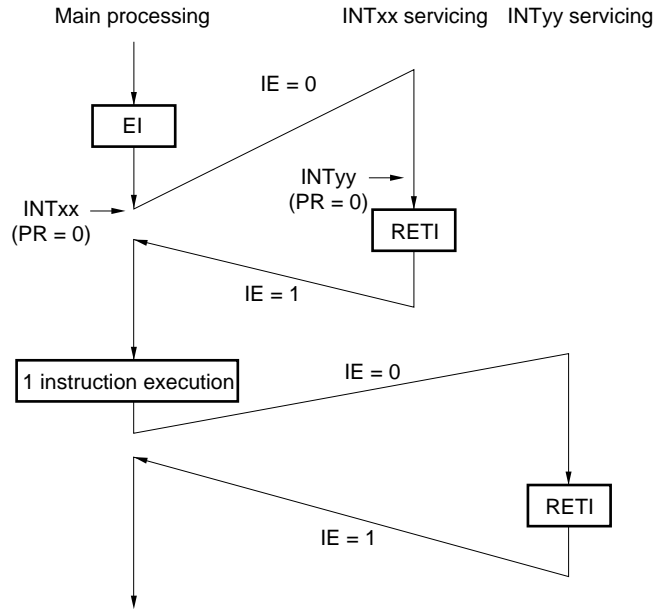 Main processing
INTxx servicing
INTyy servicing
IE = 0
EI
INTyy
(PR = 0)
INTxx
(PR = 0)
RETI
IE = 1
1 instruction execution
IE = 0
RETI
IE = 1